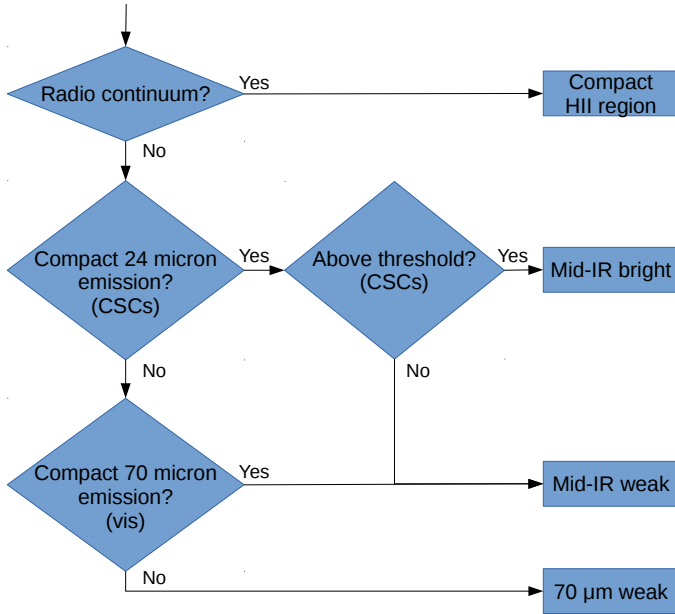 Radio continuum?
Yes
Compact
HII region
No
Compact 24 micron
emission?
(CSCs)
Yes
Above threshold?
(CSCs)
Yes
Mid-IR bright
No
No
Compact 70 micron
emission?
(vis)
Yes
Mid-IR weak
No
70 μm weak